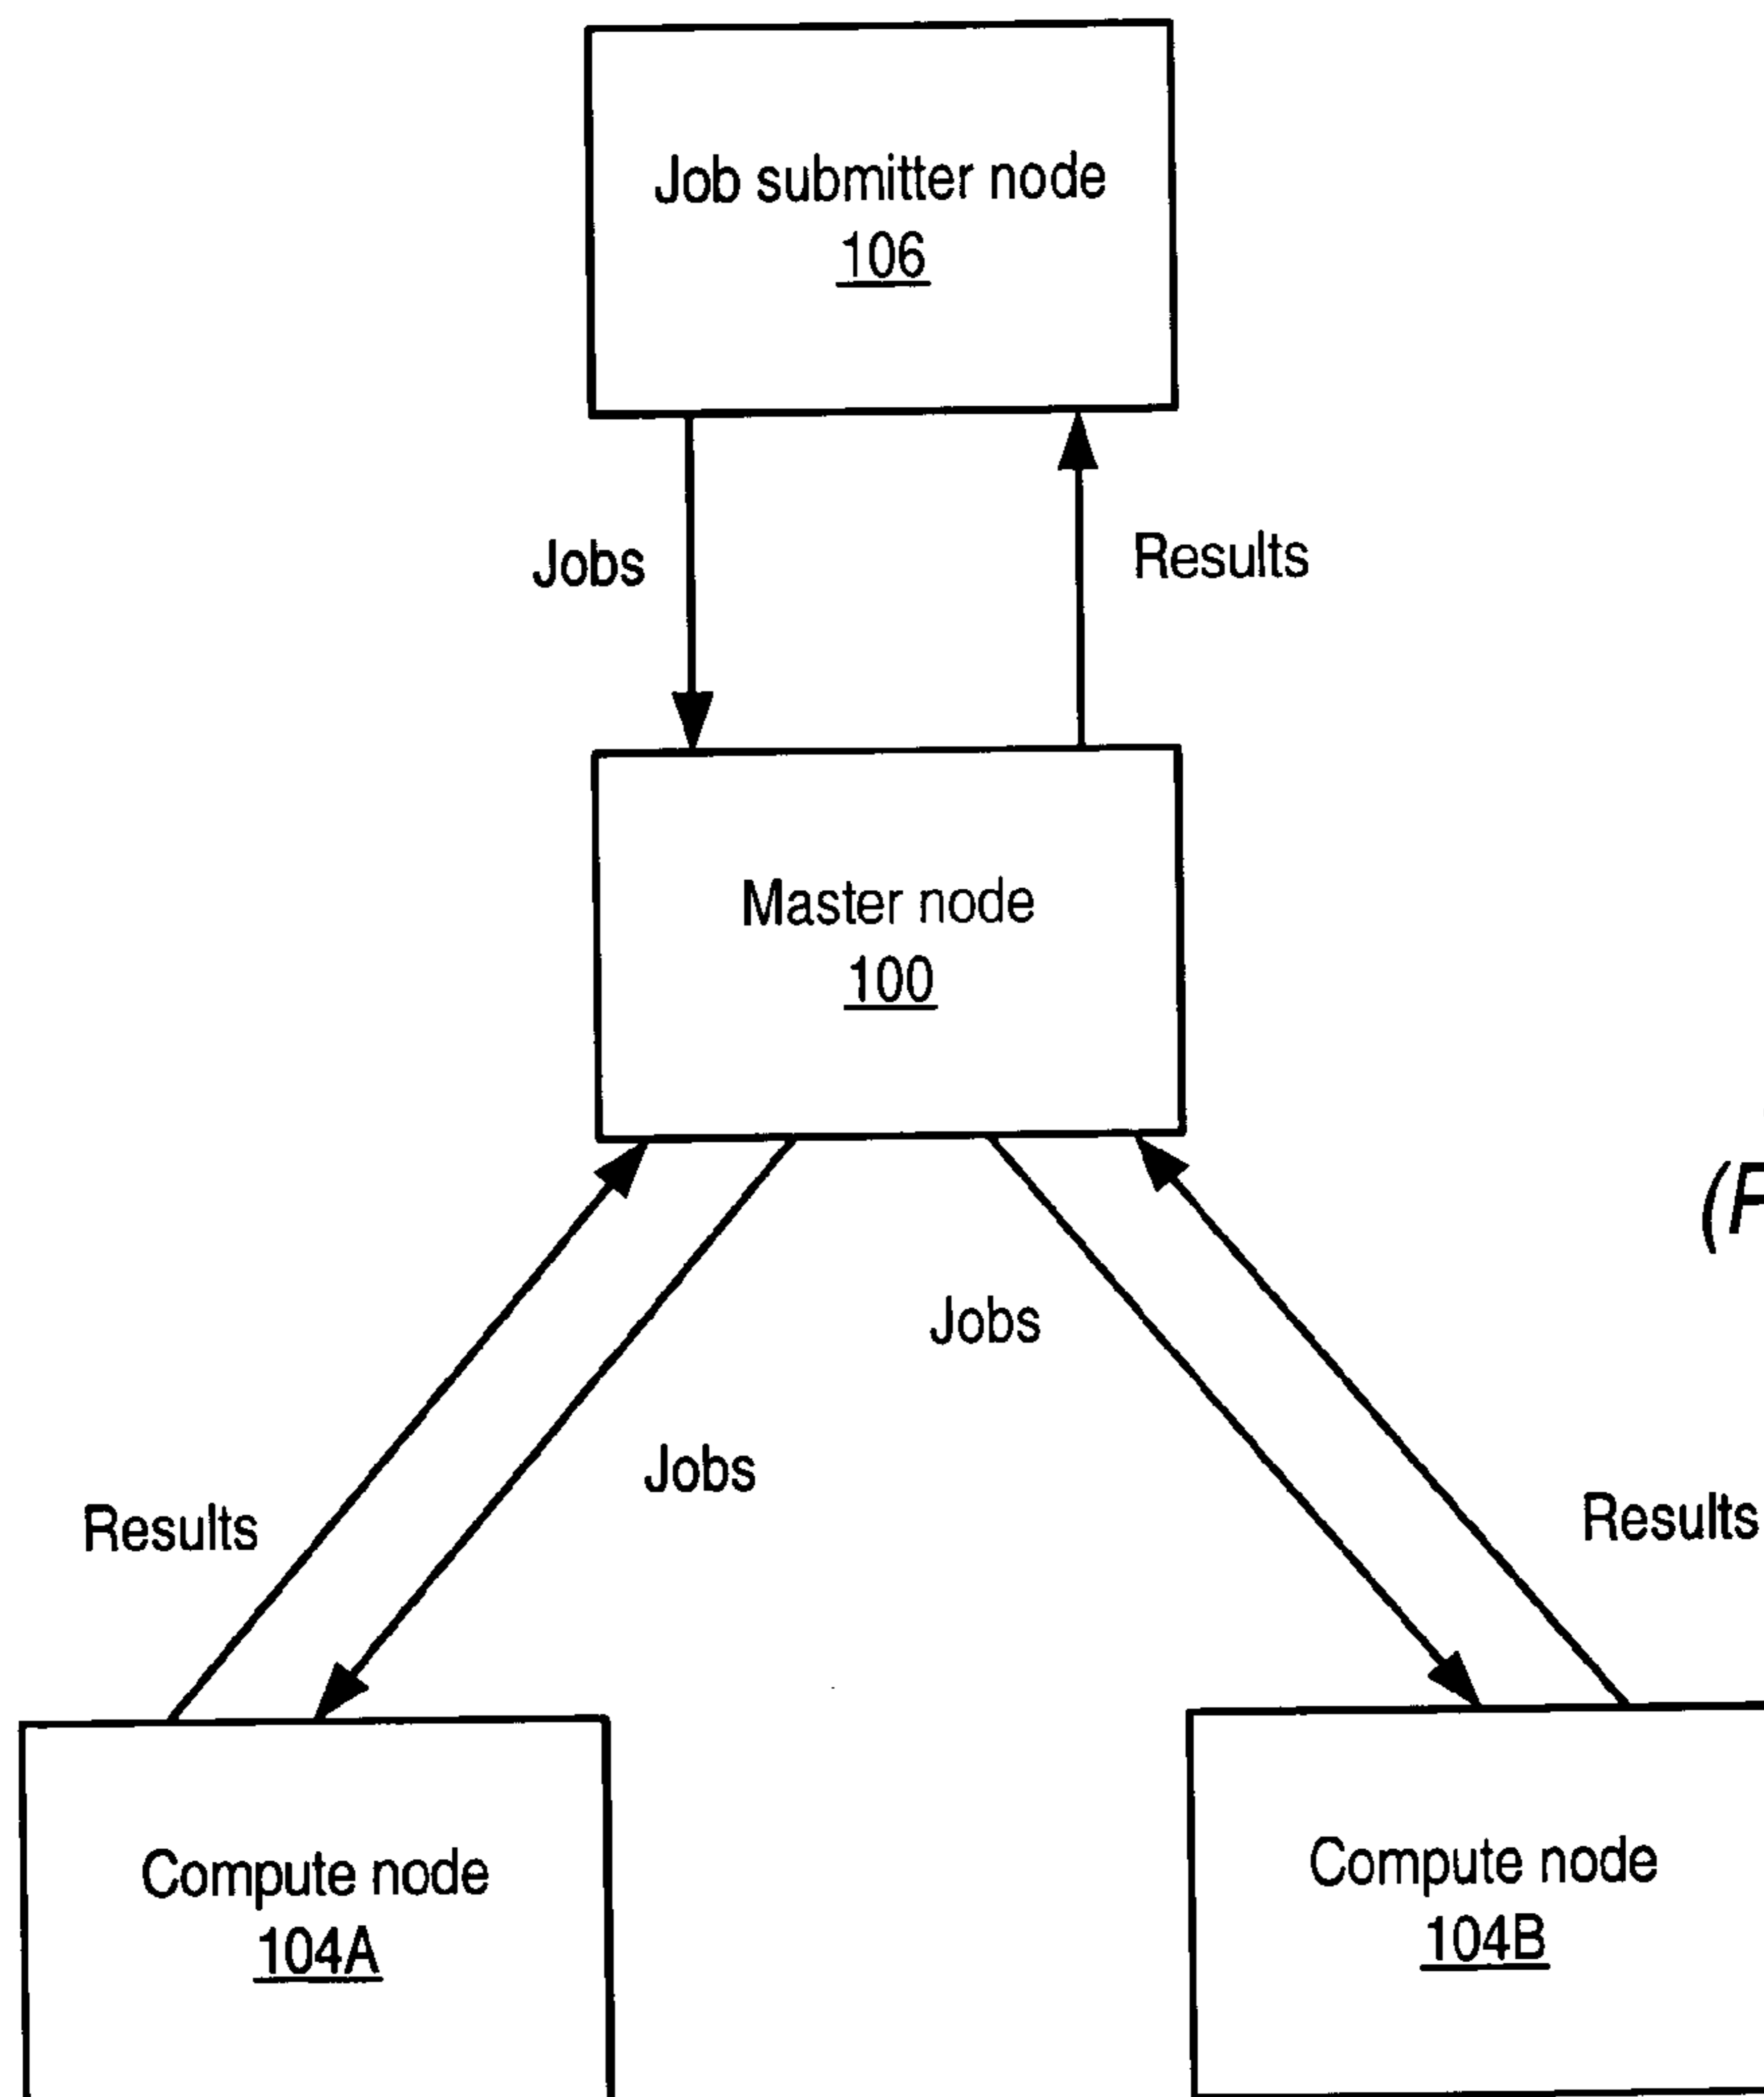 Job submitter node
106
Jobs
Results
Master node
100
Jobs
Jobs
Results
Results
Compute node
104A
Compute node
104B